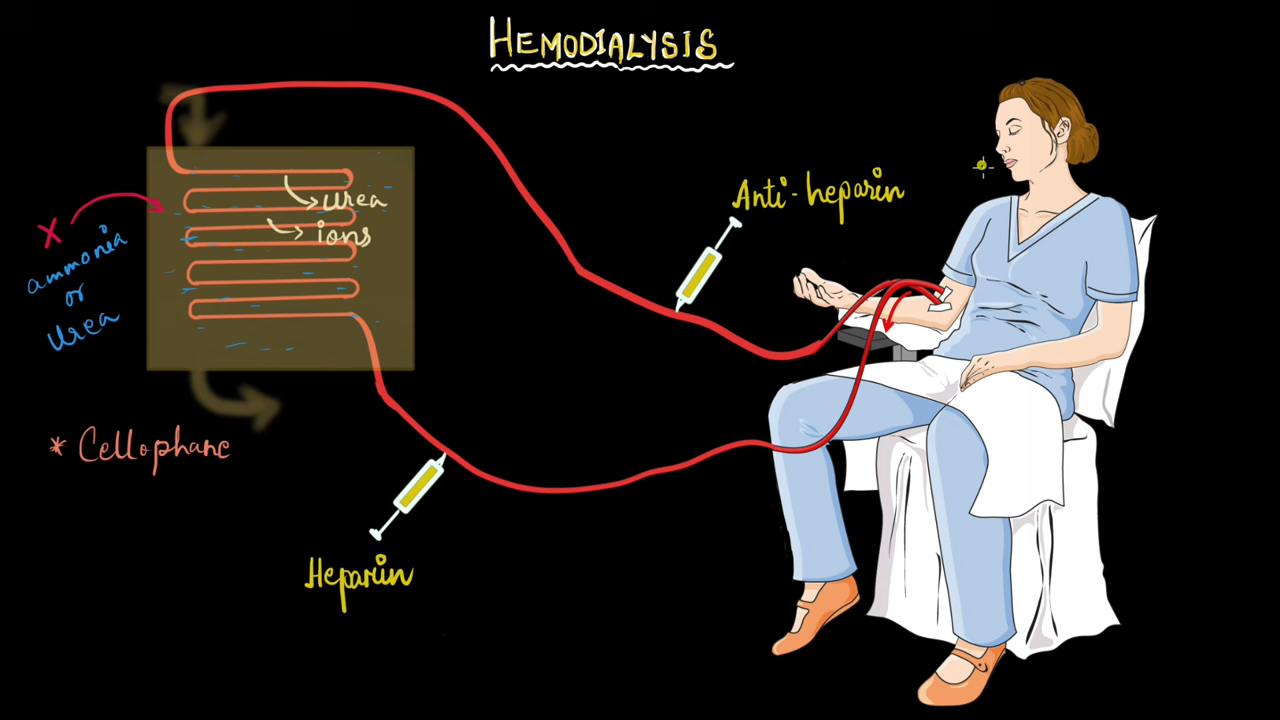 HEMODIALYSIS
Anti-heparin
urea
ions
X
ammonia
or
Urea
* Cellophane
Heparin